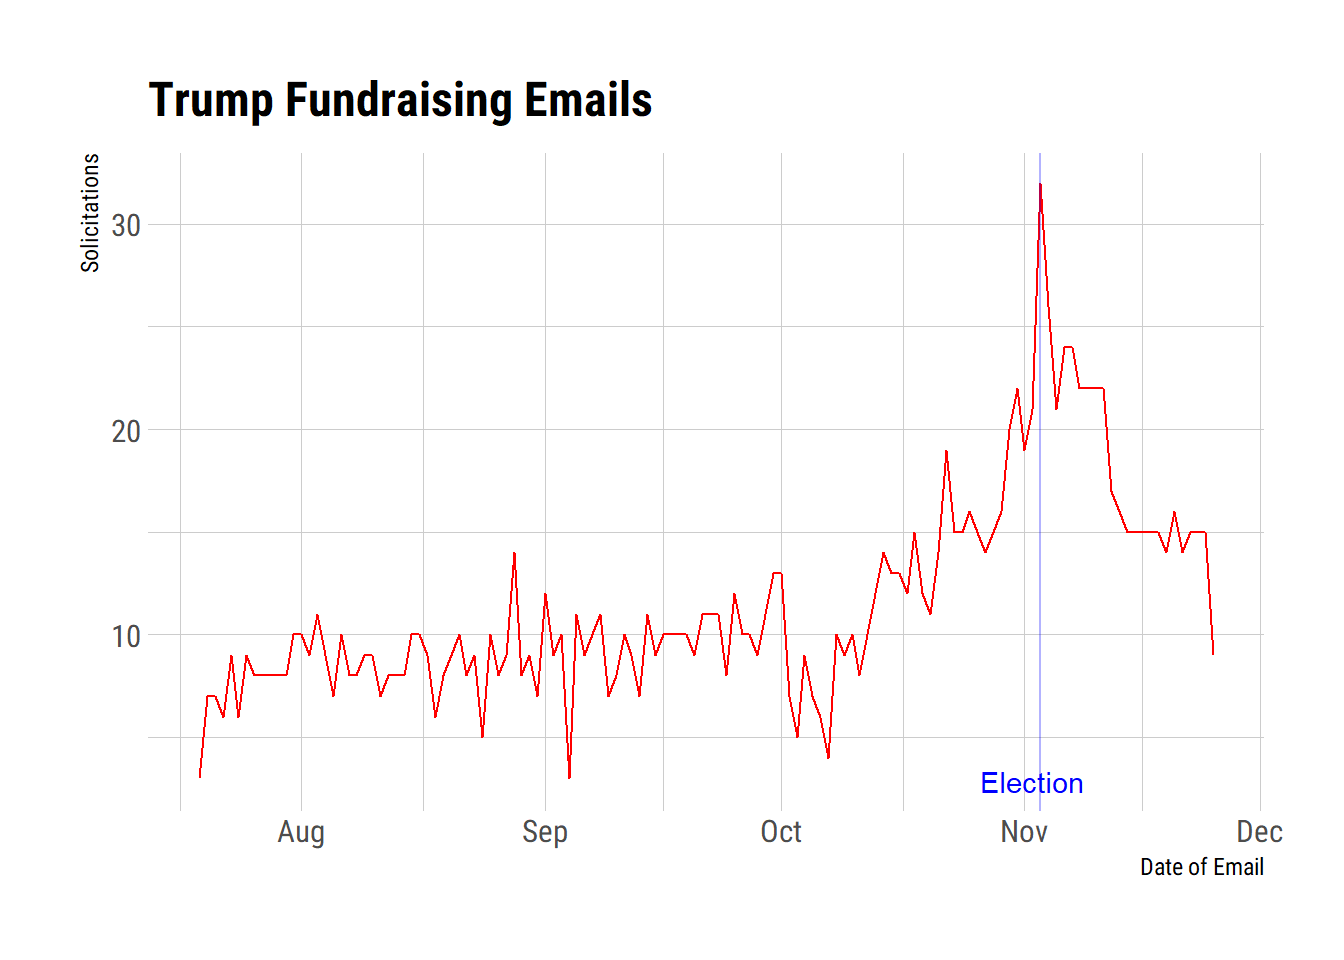 Trump Fundraising Emails
Solicitations
30
20
10
Election
Aug Sep Oct Nov Dec
Date of Email